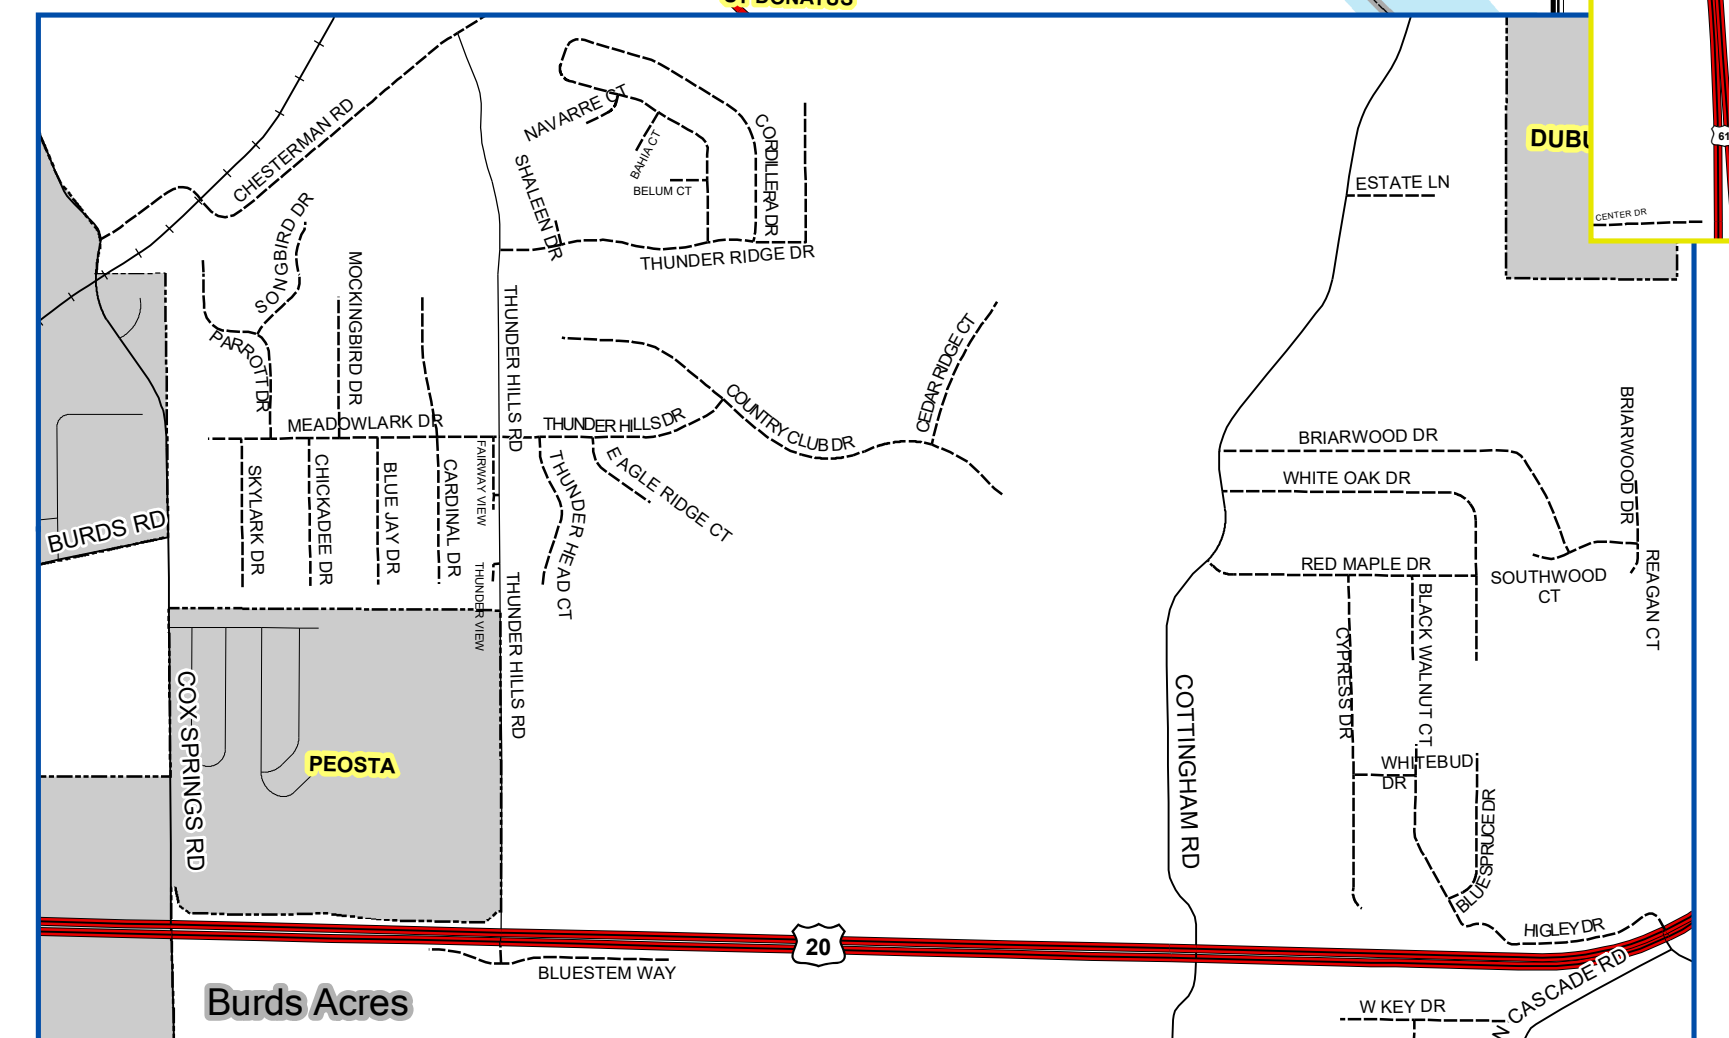 ST DONATUS
CHESTERMAN RD
NAVARRE CT
BAHIA CT
BELUM CT
CORDILLERA DR
SHALEEN DR
THUNDER RIDGE DR
ESTATE LN
DUBU
61
CENTER DR
SONGBIRD DR
MOCKINGBIRD DR
PARROTT DR
THUNDER HILLS RD
MEADOWLARK DR
THUNDER HILLS DR
COUNTRY CLUB DR
CEDAR RIDGE CT
BRIARWOOD DR
BRIARWOOD DR
WHITE OAK DR
BURDS RD
SKYLARK DR
CHICKADEE DR
BLUE JAY DR
CARDINAL DR
FAIRWAY VIEW
THUNDER VIEW
THUNDER HEAD CT
EAGLE RIDGE CT
THUNDER HILLS RD
RED MAPLE DR
SOUTHWOOD
CT
REAGAN CT
CYPRESS DR
BLACK WALNUT CT
COX SPRINGS RD
PEOSTA
COTTINGHAM RD
WHITEBUD
DR
BLUESPRUCE DR
HIGLEY DR
20
BLUESTEM WAY
Burds Acres
W KEY DR
N CASCADE RD